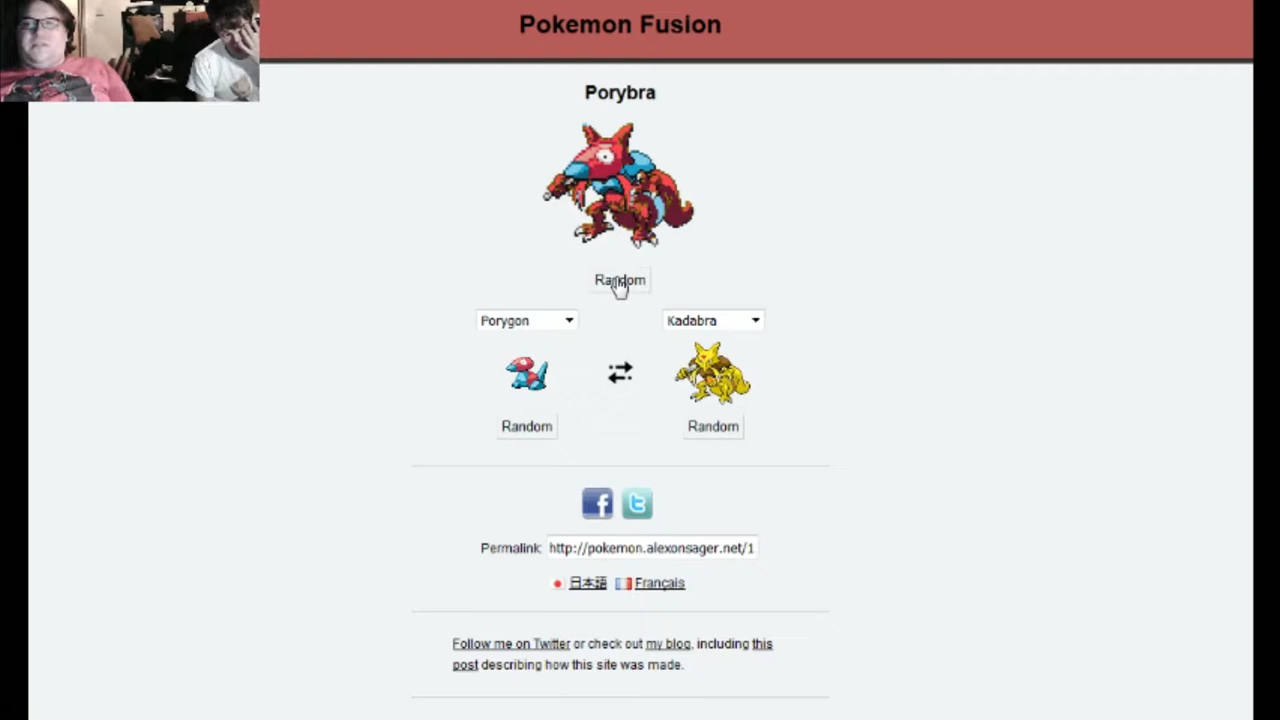 Pokemon Fusion
Porybra
Random
Porygon Kadabra
Random Random
Permalink: http://pokemon.alexonsager.net/1
日本語 Français
Follow me on Twitter or check out my blog, including this
post describing how this site was made.